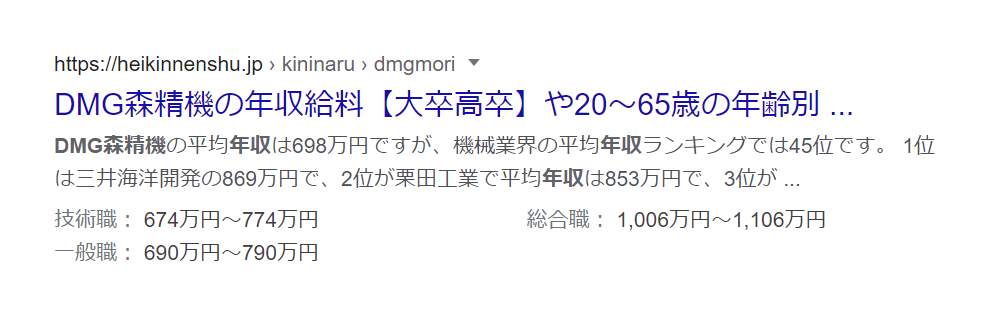 https://heikinnenshu.jp › kininaru › dmgmori
DMG森精機の年収給料【大卒高卒】や20～65歳の年齢別 ...
DMG森精機の平均年収は698万円ですが、機械業界の平均年収ランキングでは45位です。 1位
は三井海洋開発の869万円で、2位が栗田工業で平均年収は853万円で、3位が ...
技術職： 674万円～774万円 総合職： 1,006万円～1,106万円
一般職： 690万円～790万円